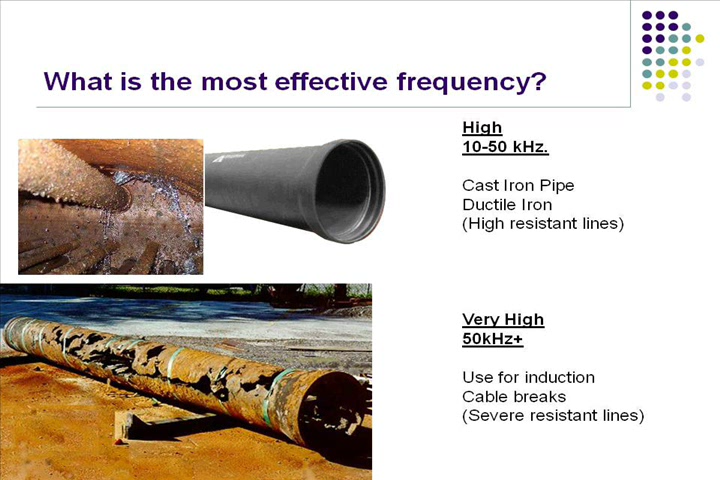 What is the most effective frequency?
High
10-50 kHz.
Cast Iron Pipe
Ductile Iron
(High resistant lines)
Very High
50kHz+
Use for induction
Cable breaks
(Severe resistant lines)